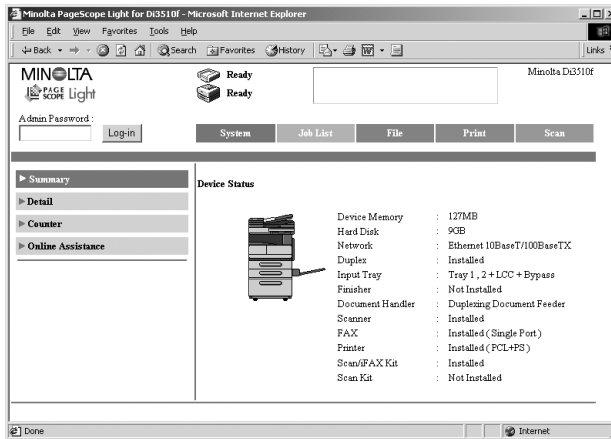 Minolta PageScope Light for Di3510f - Microsoft Internet Explorer
File Edit View Favorites Tools Help
Back Search Favorites History Links
MINOLTA Ready Minolta Di3510f
PAGE SCOPE Light Ready
Admin Password :
Log-in System Job List File Print Scan
Summary
Detail
Counter
Online Assistance
Device Status
Device Memory : 127MB
Hard Disk : 9GB
Network : Ethernet 10BaseT/100BaseTX
Duplex : Installed
Input Tray : Tray 1 , 2 + LCC + Bypass
Finisher : Not Installed
Document Handler : Duplexing Document Feeder
Scanner : Installed
FAX : Installed ( Single Port )
Printer : Installed ( PCL+PS )
Scan/iFAX Kit : Installed
Scan Kit : Not Installed
Done Internet